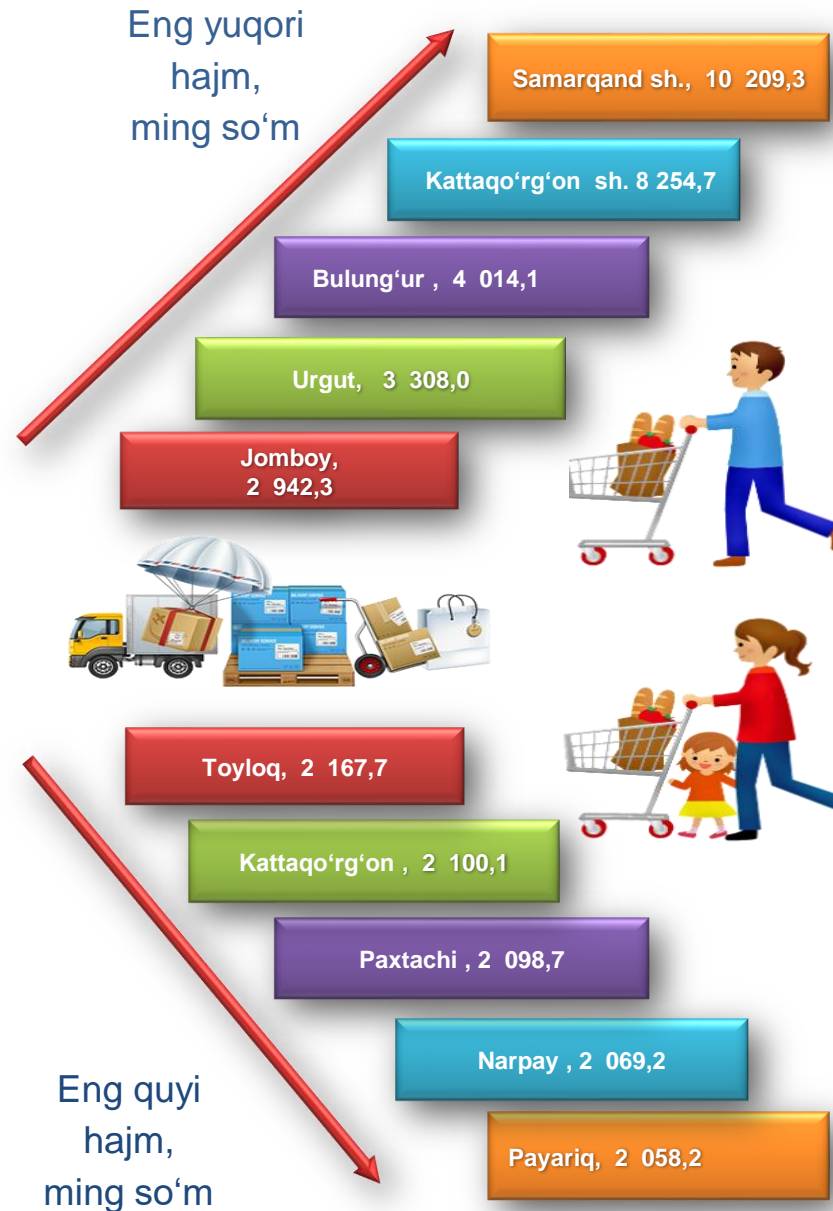 Eng yuqori
hajm,
ming so‘m
Samarqand sh., 10 209,3
Kattaqo‘rg‘on sh. 8 254,7
Bulung‘ur , 4 014,1
Urgut, 3 308,0
Jomboy,
2 942,3
Toyloq, 2 167,7
Kattaqo‘rg‘on , 2 100,1
Paxtachi , 2 098,7
Narpay , 2 069,2
Payariq, 2 058,2
Eng quyi
hajm,
ming so‘m